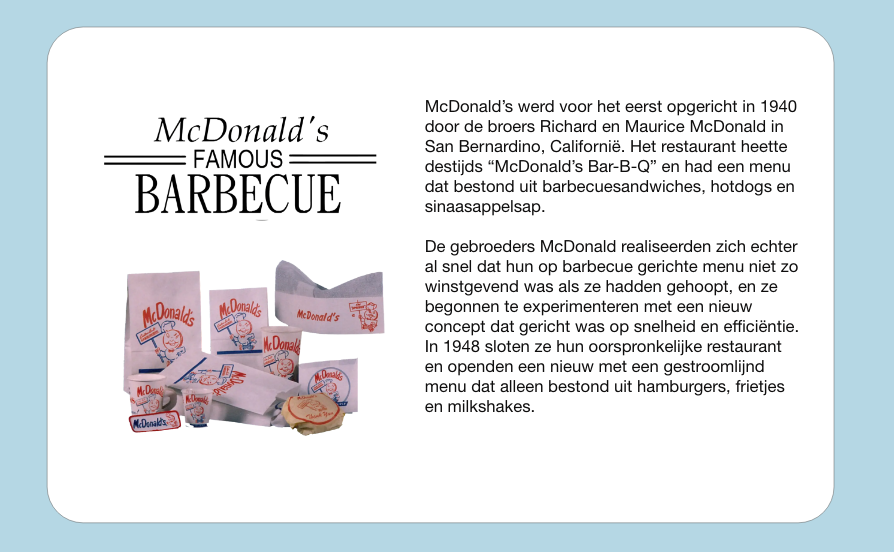 McDonald's
FAMOUS
BARBECUE
McDonald's
McDonald's
McDonald's
McDonald's
McDonald's
McDonald's
McDonald's
McDonald's
McDonald's
Thank You
McDonald’s werd voor het eerst opgericht in 1940
door de broers Richard en Maurice McDonald in
San Bernardino, Californië. Het restaurant heette
destijds “McDonald’s Bar-B-Q” en had een menu
dat bestond uit barbecuesandwiches, hotdogs en
sinaasappelsap.
De gebroeders McDonald realiseerden zich echter
al snel dat hun op barbecue gerichte menu niet zo
winstgevend was als ze hadden gehoopt, en ze
begonnen te experimenteren met een nieuw
concept dat gericht was op snelheid en efficiëntie.
In 1948 sloten ze hun oorspronkelijke restaurant
en openden een nieuw met een gestroomlijnd
menu dat alleen bestond uit hamburgers, frietjes
en milkshakes.